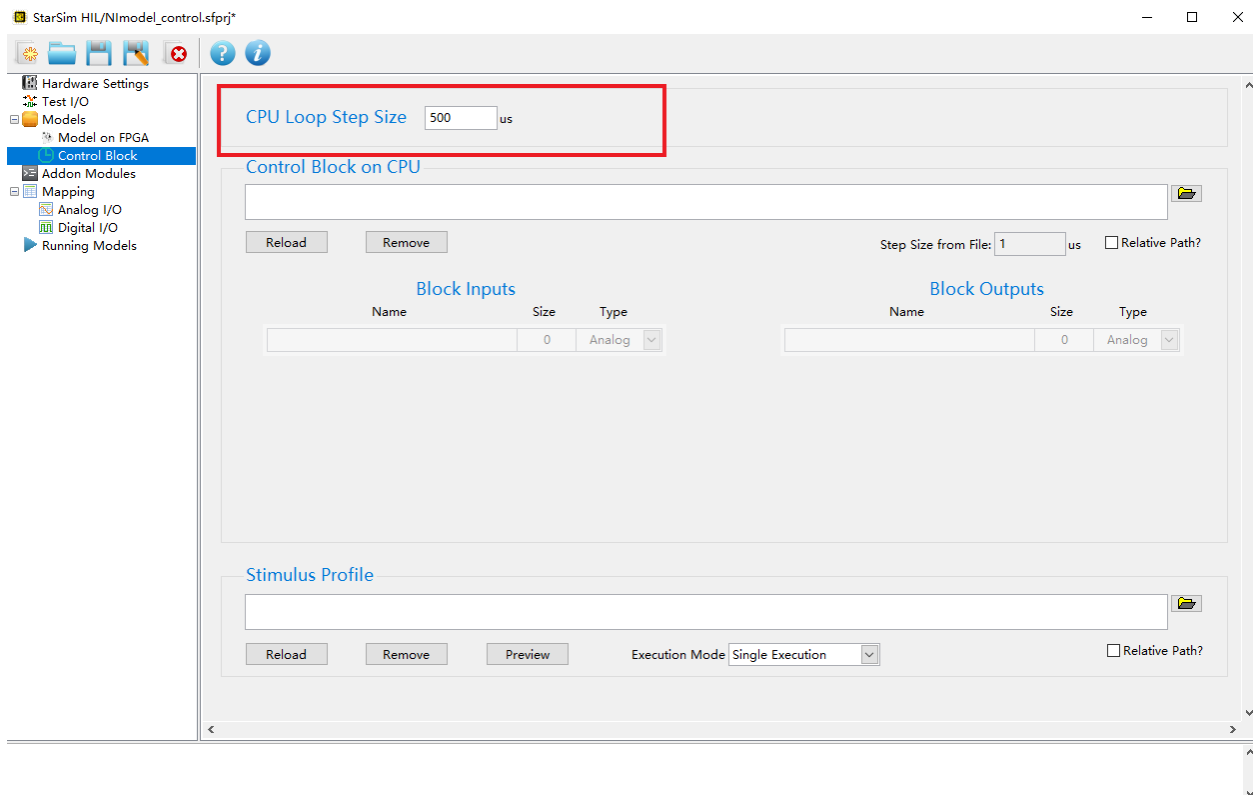 StarSim HIL/NImodel_control.sfprj*
Hardware Settings
Test I/O
Models
Model on FPGA
Control Block
Addon Modules
Mapping
Analog I/O
Digital I/O
Running Models
CPU Loop Step Size 500 us
Control Block on CPU
Reload Remove Step Size from File: 1 us Relative Path?
Block Inputs Block Outputs
Name Size Type Name Size Type
0 Analog 0 Analog
Stimulus Profile
Reload Remove Preview Execution Mode Single Execution Relative Path?